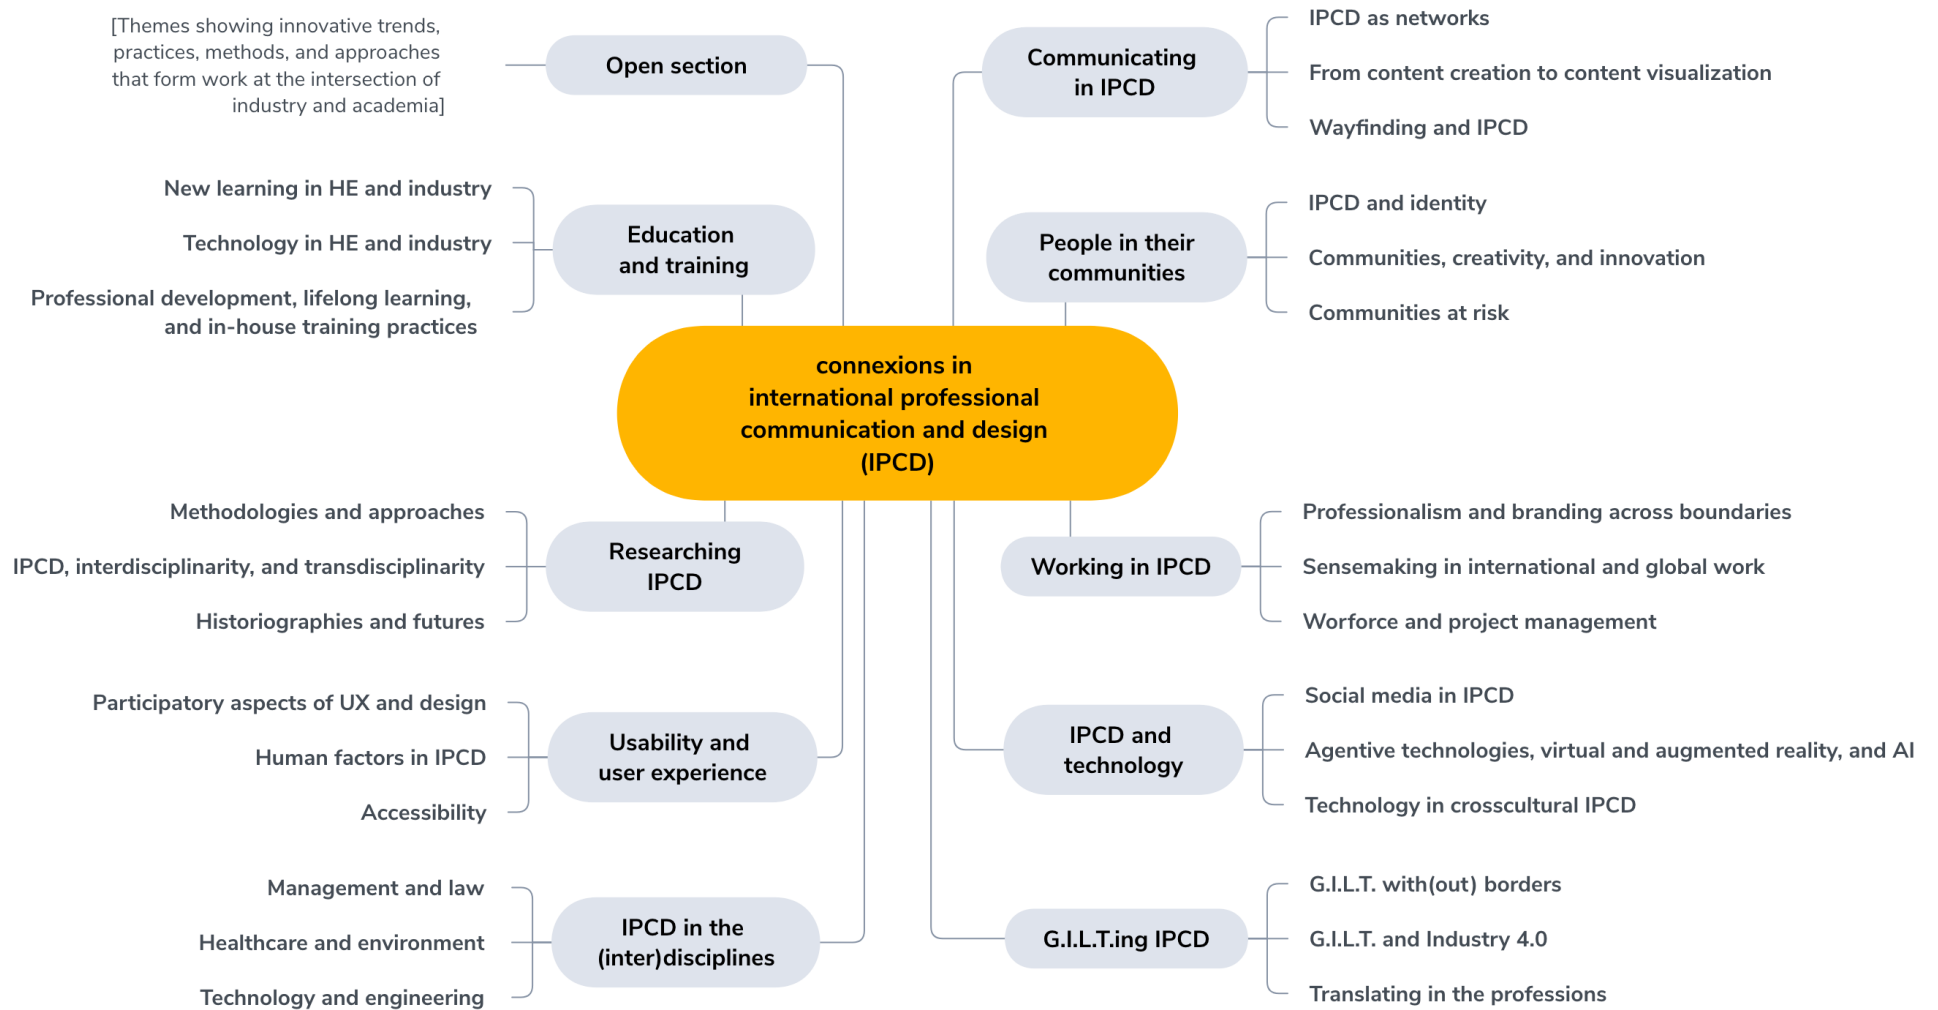 [Themes showing innovative trends,
practices, methods, and approaches
that form work at the intersection of
industry and academia]
Open section
New learning in HE and industry
Technology in HE and industry
Professional development, lifelong learning,
and in-house training practices
Education
and training
Communicating
in IPCD
IPCD as networks
From content creation to content visualization
Wayfinding and IPCD
People in their
communities
IPCD and identity
Communities, creativity, and innovation
Communities at risk
connexions in
international professional
communication and design
(IPCD)
Methodologies and approaches
IPCD, interdisciplinarity, and transdisciplinarity
Historiographies and futures
Researching
IPCD
Participatory aspects of UX and design
Human factors in IPCD
Accessibility
Usability and
user experience
Management and law
Healthcare and environment
Technology and engineering
IPCD in the
(inter)disciplines
Working in IPCD
Professionalism and branding across boundaries
Sensemaking in international and global work
Worforce and project management
IPCD and
technology
Social media in IPCD
Agentive technologies, virtual and augmented reality, and AI
Technology in crosscultural IPCD
G.I.L.T.ing IPCD
G.I.L.T. with(out) borders
G.I.L.T. and Industry 4.0
Translating in the professions